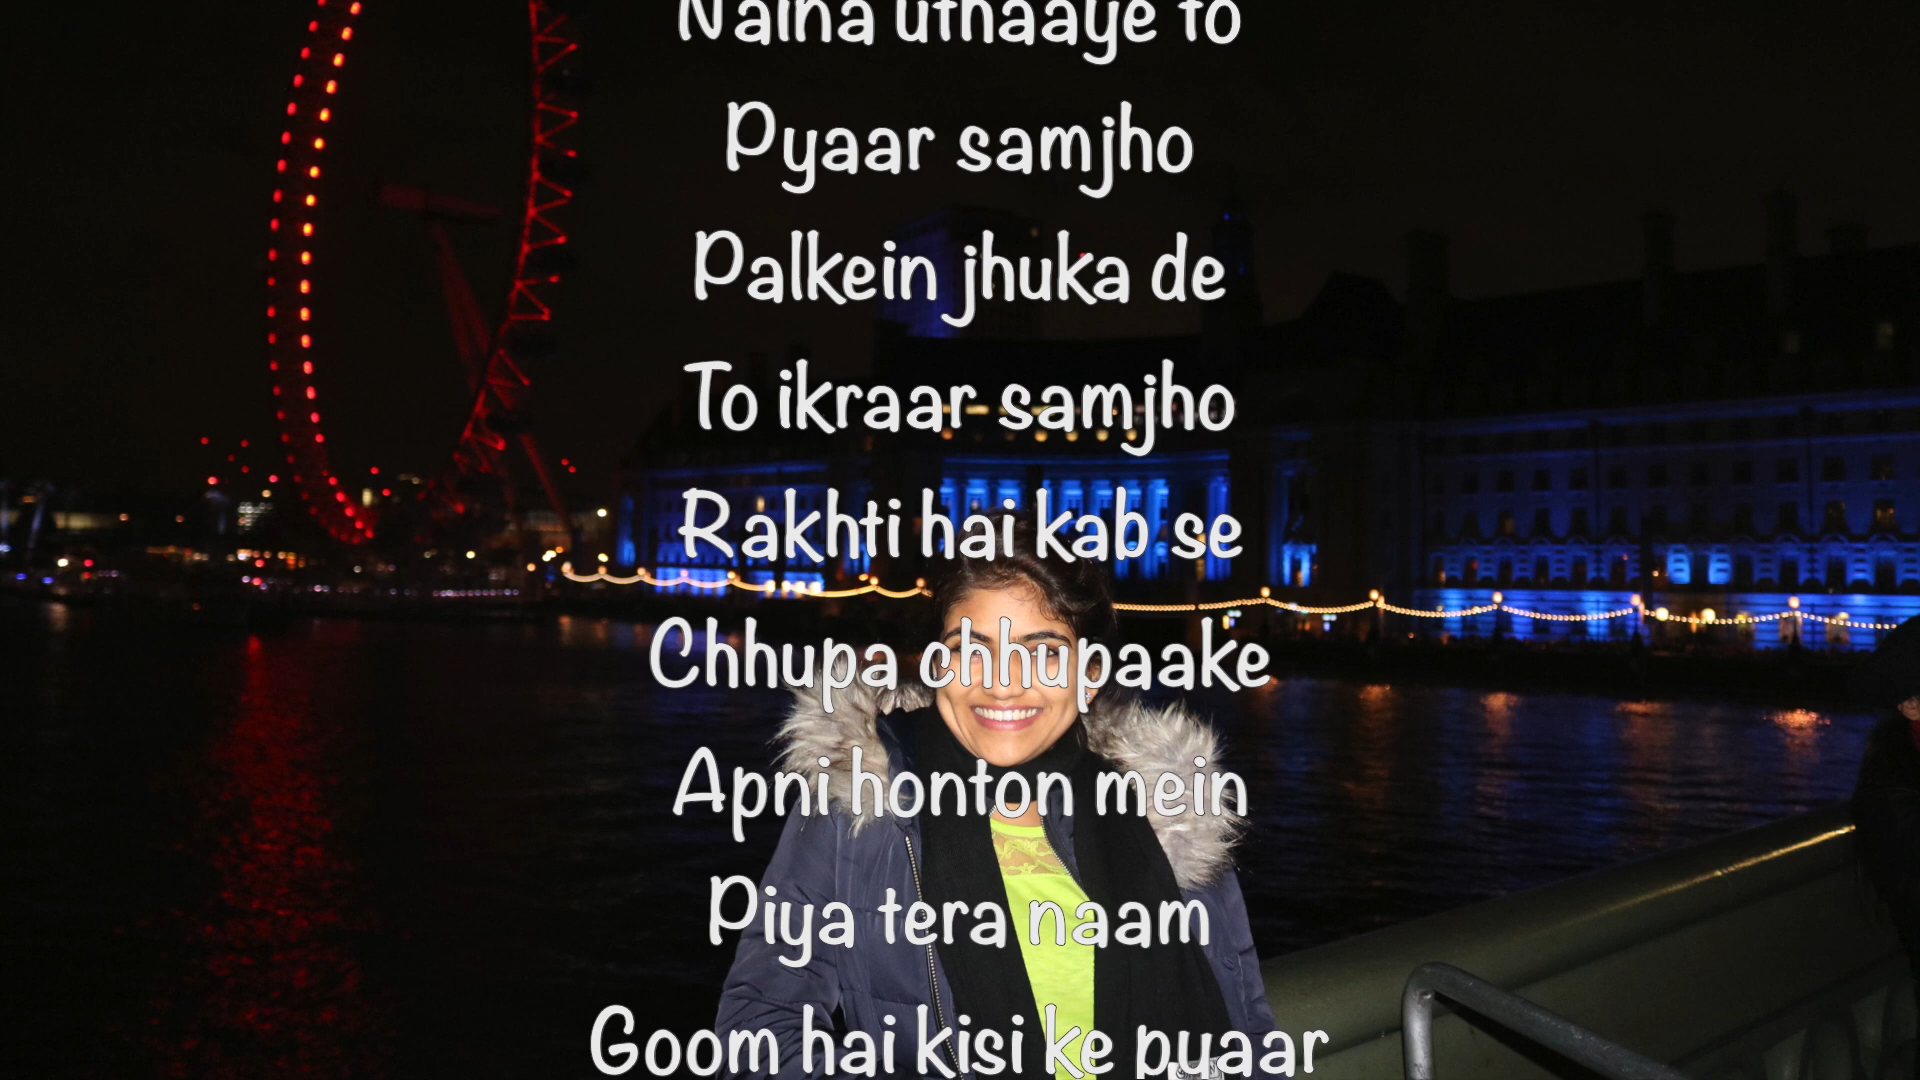 Naina uthaaye to
Pyaar samjho
Palkein jhuka de
To ikraar samjho
Rakhti hai kab se
Chhupa chhupaake
Apni honton mein
Piya tera naam
Goom hai kisi ke pyaar